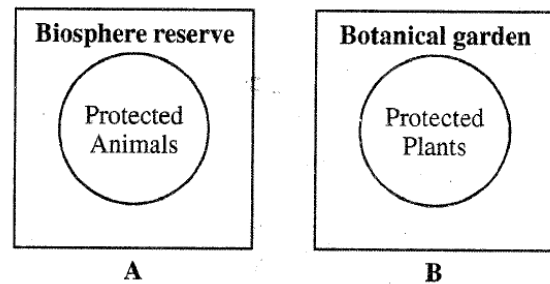 Biosphere reserve
Protected
Animals
A
Botanical garden
Protected
Plants
B